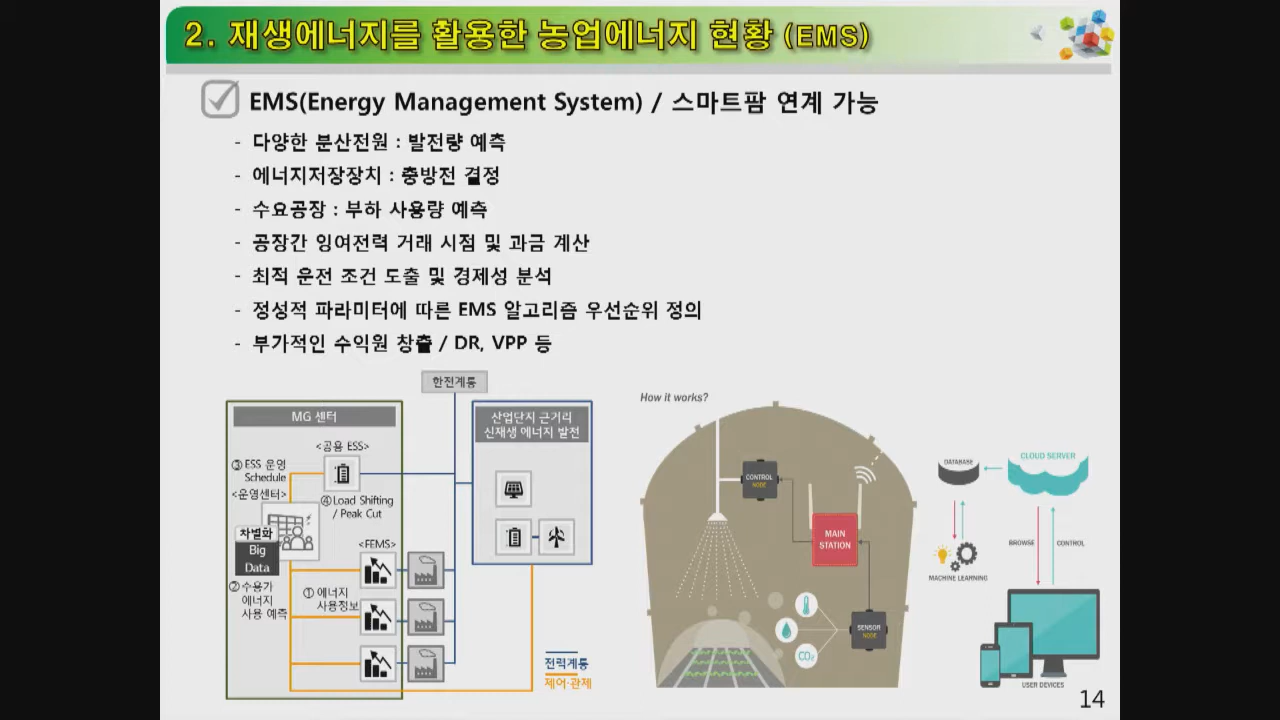 2. 재생에너지를 활용한 농업에너지 현황 (EMS)
EMS(Energy Management System) / 스마트팜 연계 가능
- 다양한 분산전원 : 발전량 예측
- 에너지저장장치 : 충방전 결정
- 수요공장 : 부하 사용량 예측
- 공장간 잉여전력 거래 시점 및 과금 계산
- 최적 운전 조건 도출 및 경제성 분석
- 정성적 파라미터에 따른 EMS 알고리즘 우선순위 정의
- 부가적인 수익원 창출 / DR, VPP 등
한전계통
MG 센터
<공용 ESS>
③ESS 운영
Schedule
<운영센터>
④Load Shifting
/ Peak Cut
차별화
Big
Data
<FEMS>
②수용가
에너지
사용 예측
①에너지
사용정보
산업단지 근거리
신재생 에너지 발전
전력계통
제어·관제
How it works?
CONTROL
NODE
MAIN
STATION
SENSOR
NODE
CO₂
DATABASE
CLOUD SERVER
BROWSE
CONTROL
MACHINE LEARNING
USER DEVICES
14